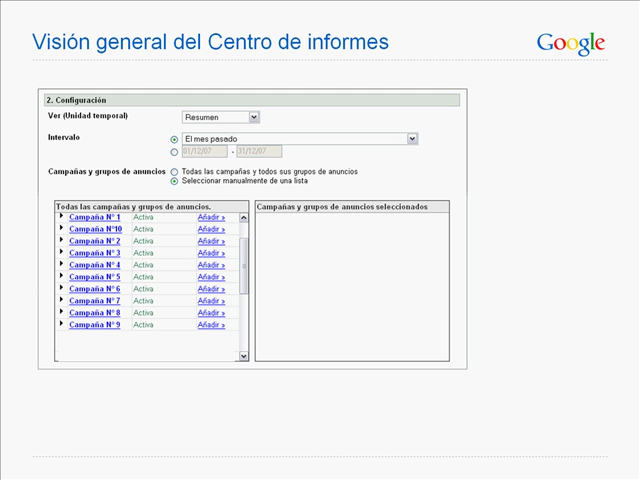 Visión general del Centro de informes
Google
2. Configuración
Ver (Unidad temporal)
Resumen
Intervalo
El mes pasado
01/12/07 - 31/12/07
Campañas y grupos de anuncios
Todas las campañas y todos sus grupos de anuncios
Seleccionar manualmente de una lista
Todas las campañas y grupos de anuncios.
Campaña Nº 1 Activa Añadir »
Campaña Nº10 Activa Añadir »
Campaña Nº 2 Activa Añadir »
Campaña Nº 3 Activa Añadir »
Campaña Nº 4 Activa Añadir »
Campaña Nº 5 Activa Añadir »
Campaña Nº 6 Activa Añadir »
Campaña Nº 7 Activa Añadir »
Campaña Nº 8 Activa Añadir »
Campaña Nº 9 Activa Añadir »
Campañas y grupos de anuncios seleccionados